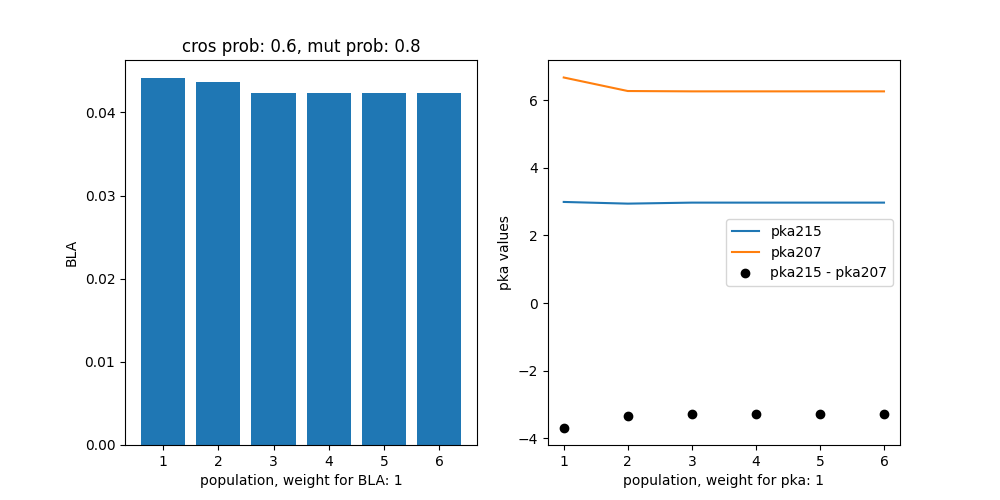 cros prob: 0.6, mut prob: 0.8
BLA
0.04
0.03
0.02
0.01
0.00
1 2 3 4 5 6
population, weight for BLA: 1
pka values
6
4
2
0
−2
−4
pka215
pka207
pka215 - pka207
1 2 3 4 5 6
population, weight for pka: 1